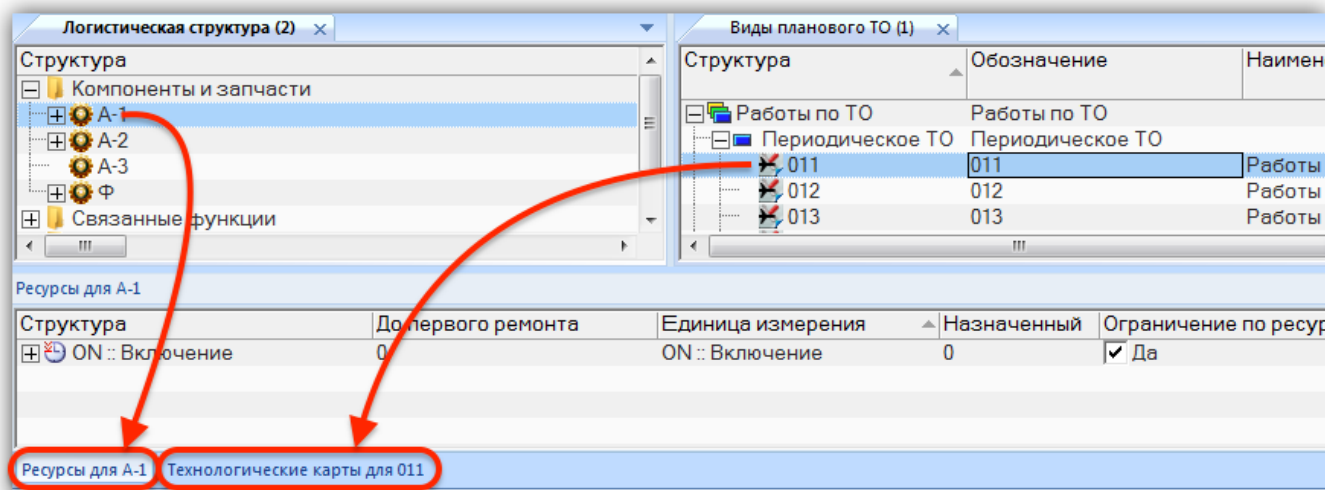 Логистическая структура (2)
Структура
Компоненты и запчасти
А-1
А-2
А-3
Ф
Связанные функции
Виды планового ТО (1)
Структура Обозначение Наимен
Работы по ТО Работы по ТО
Периодическое ТО Периодическое ТО
011 011 Работы
012 012 Работы
013 013 Работы
Ресурсы для А-1
Структура До первого ремонта Единица измерения Назначенный Ограничение по ресур
ON :: Включение 0 ON :: Включение 0 Да
Ресурсы для А-1 Технологические карты для 011